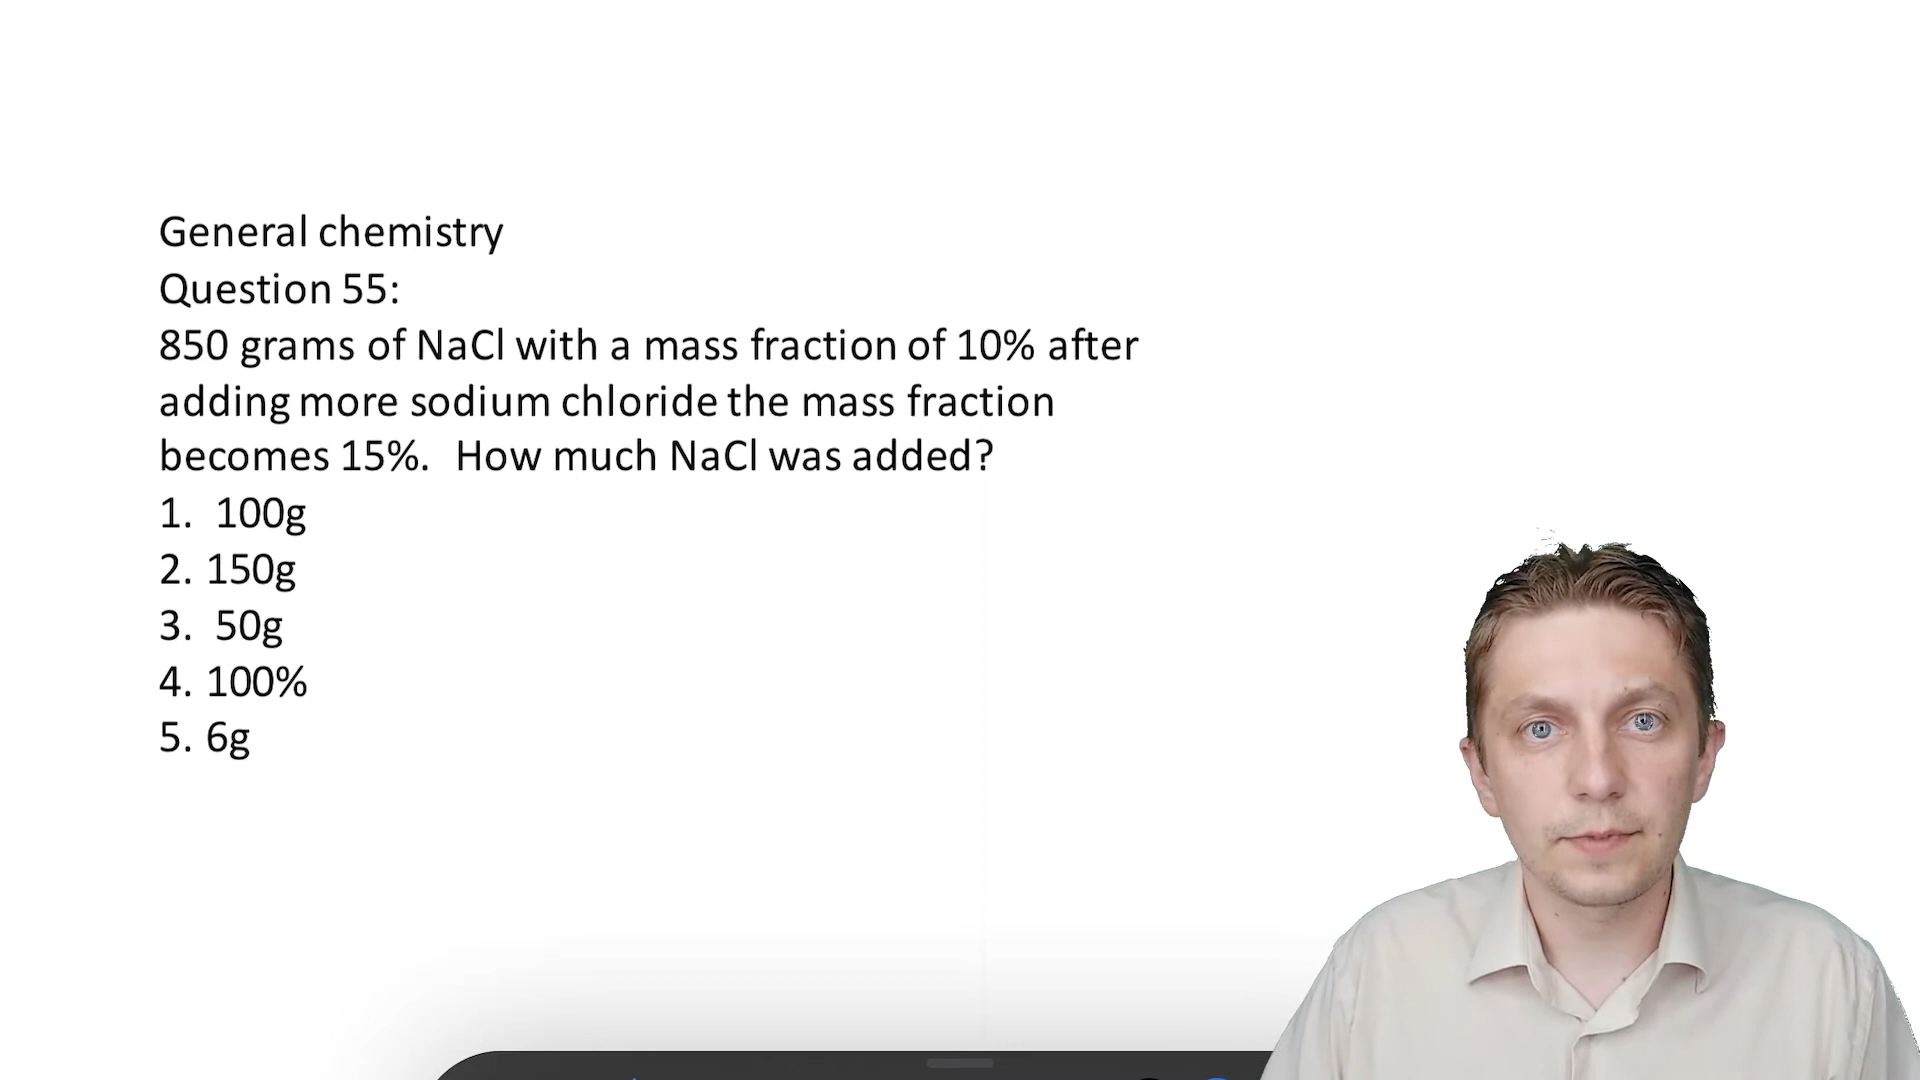 General chemistry
Question 55:
850 grams of NaCl with a mass fraction of 10% after
adding more sodium chloride the mass fraction
becomes 15%.  How much NaCl was added?
1.  100g
2. 150g
3.  50g
4. 100%
5. 6g